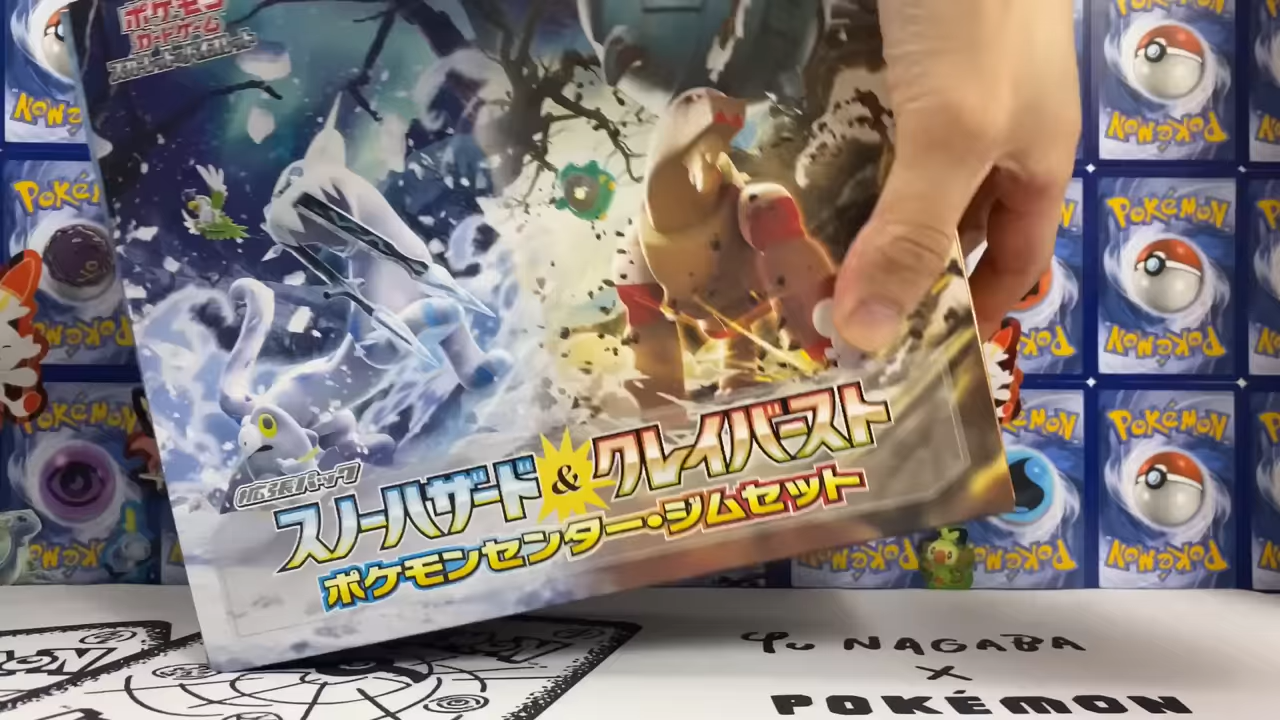 ポケモン
カードゲーム
スカーレット&バイオレット
拡張パック
スノーハザード&クレイバースト
ポケモンセンター・ジムセット
Yu NAGABA
×
POKÉMON
Pokémon
Pokémon
Pokémon
Pokémon
Pokémon
Pokémon